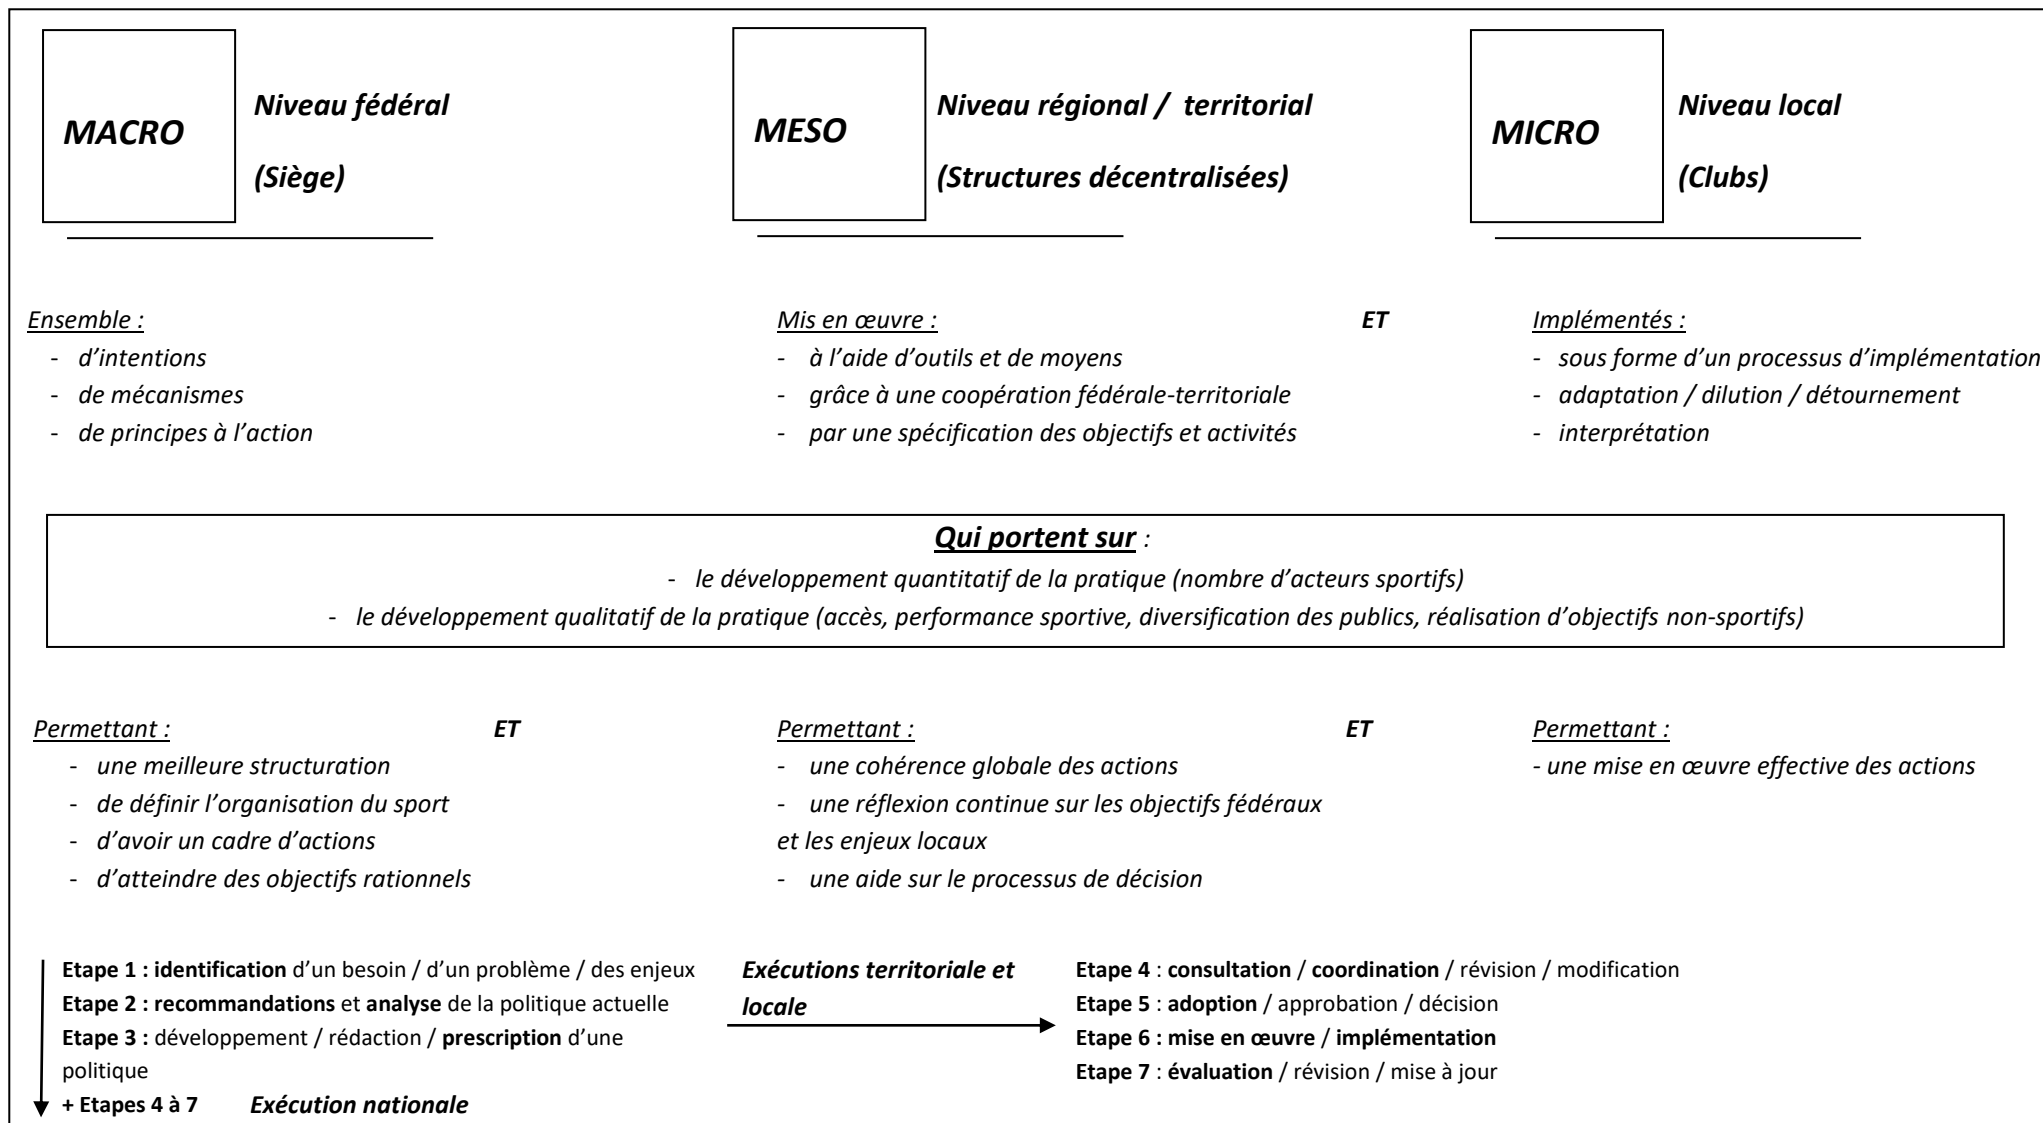 MACRO
Niveau fédéral
(Siège)
MESO
Niveau régional / territorial
(Structures décentralisées)
MICRO
Niveau local
(Clubs)
Ensemble :
- d’intentions
- de mécanismes
- de principes à l’action
Mis en œuvre :
- à l’aide d’outils et de moyens
- grâce à une coopération fédérale-territoriale
- par une spécification des objectifs et activités
ET
Implémentés :
- sous forme d’un processus d’implémentation
- adaptation / dilution / détournement
- interprétation
Qui portent sur :
- le développement quantitatif de la pratique (nombre d’acteurs sportifs)
- le développement qualitatif de la pratique (accès, performance sportive, diversification des publics, réalisation d’objectifs non-sportifs)
Permettant :
- une meilleure structuration
- de définir l’organisation du sport
- d’avoir un cadre d’actions
- d’atteindre des objectifs rationnels
ET
Permettant :
- une cohérence globale des actions
- une réflexion continue sur les objectifs fédéraux
et les enjeux locaux
- une aide sur le processus de décision
ET
Permettant :
- une mise en œuvre effective des actions
Etape 1 : identification d’un besoin / d’un problème / des enjeux
Etape 2 : recommandations et analyse de la politique actuelle
Etape 3 : développement / rédaction / prescription d’une
politique
+ Etapes 4 à 7 Exécution nationale
Exécutions territoriale et
locale
Etape 4 : consultation / coordination / révision / modification
Etape 5 : adoption / approbation / décision
Etape 6 : mise en œuvre / implémentation
Etape 7 : évaluation / révision / mise à jour